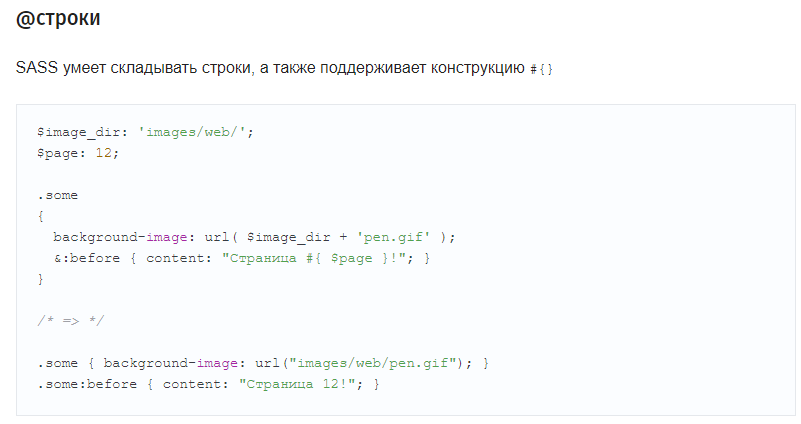 @строки
SASS умеет складывать строки, а также поддерживает конструкцию #{}
$image_dir: 'images/web/';
$page: 12;
.some
{
  background-image: url( $image_dir + 'pen.gif' );
  &:before { content: "Страница #{ $page }!"; }
}
/* => */
.some { background-image: url("images/web/pen.gif"); }
.some:before { content: "Страница 12!"; }